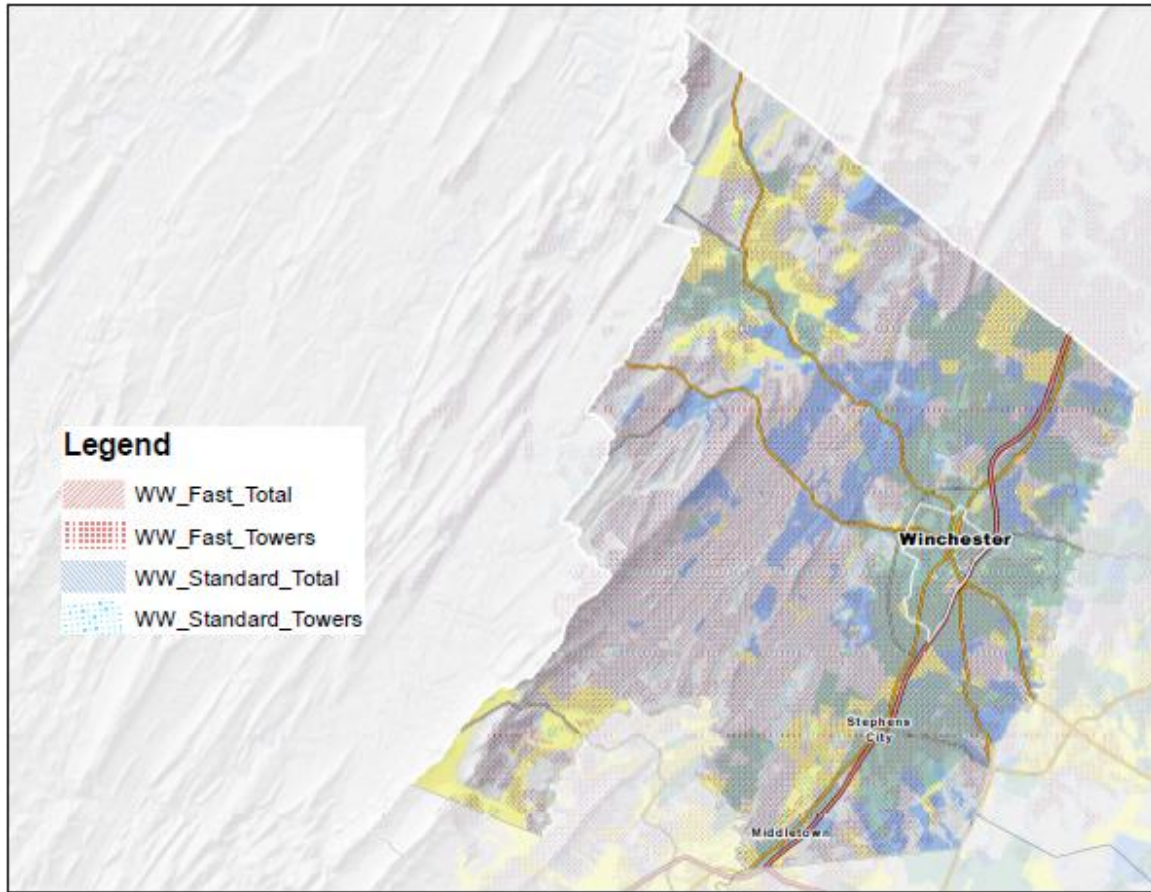 Legend
WW_Fast_Total
WW_Fast_Towers
WW_Standard_Total
WW_Standard_Towers
Winchester
Stephens
City
Middletown